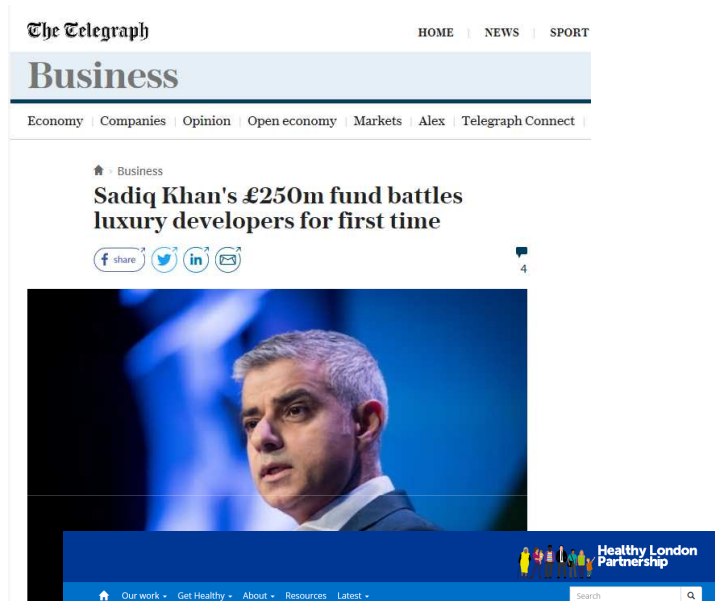 The Telegraph
HOME | NEWS | SPORT
Business
Economy | Companies | Opinion | Open economy | Markets | Alex | Telegraph Connect |
> Business
Sadiq Khan's £250m fund battles
luxury developers for first time
f share
in
4
Healthy London
Partnership
Our work Get Healthy About Resources Latest
Search